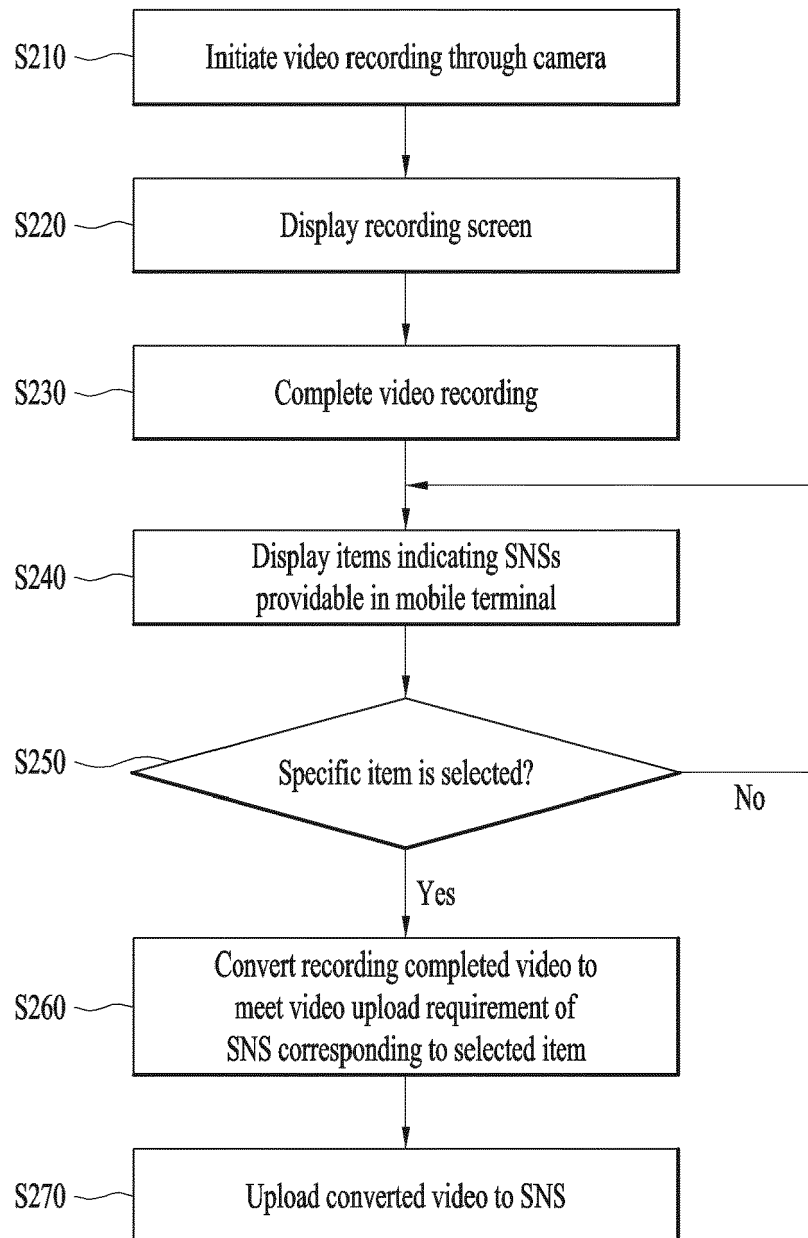 S210
Initiate video recording through camera
S220
Display recording screen
S230
Complete video recording
S240
Display items indicating SNSs
providable in mobile terminal
S250
Specific item is selected?
No
Yes
S260
Convert recording completed video to
meet video upload requirement of
SNS corresponding to selected item
S270
Upload converted video to SNS